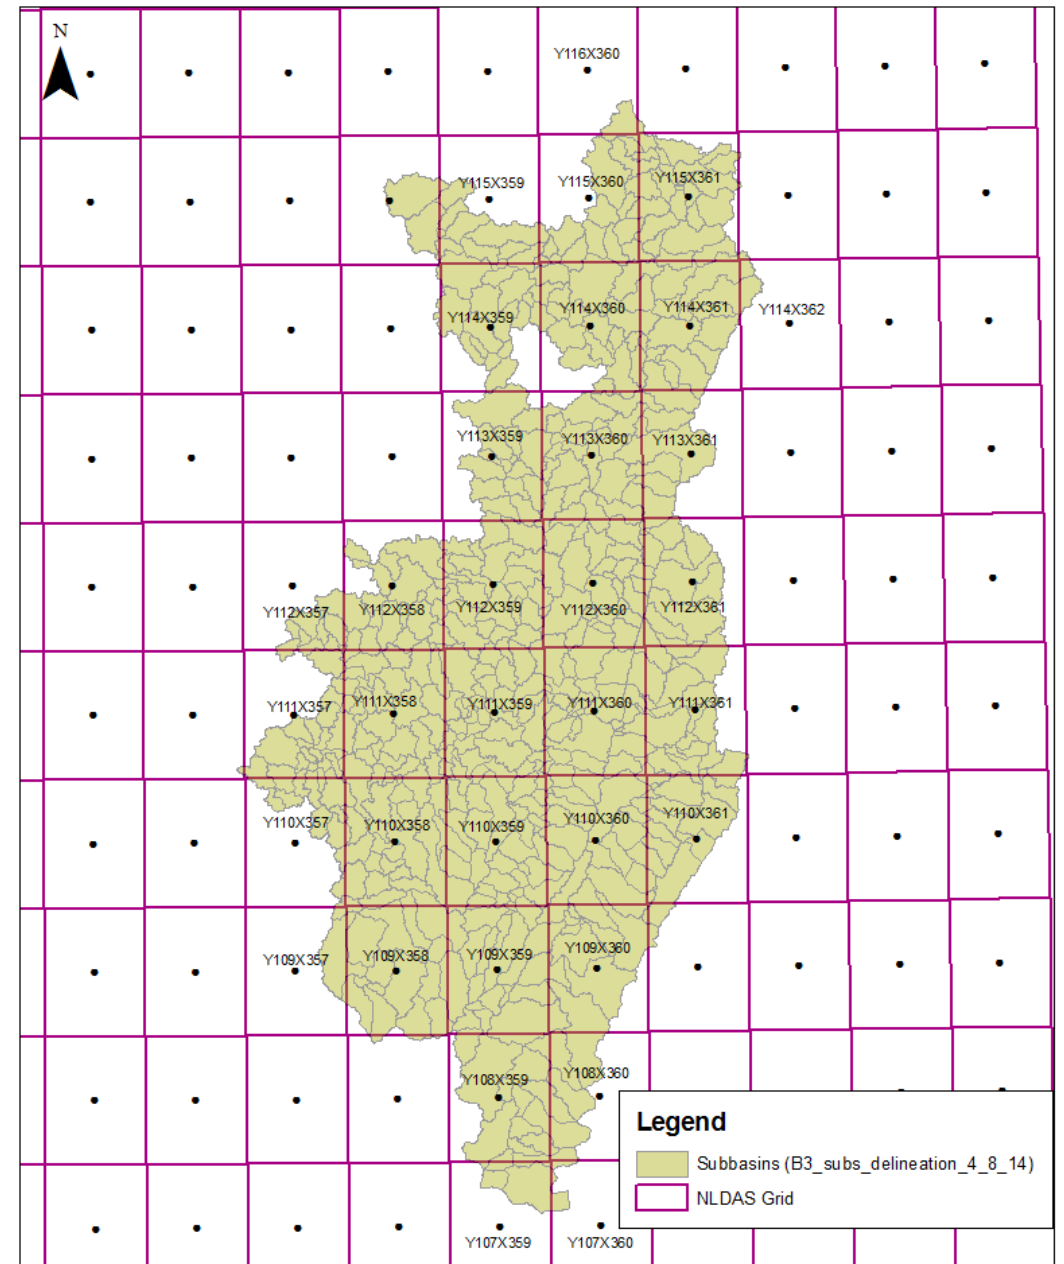 N
Y116X360
Y115X359
Y115X360
Y115X361
Y114X359
Y114X360
Y114X361
Y114X362
Y113X359
Y113X360
Y113X361
Y112X357
Y112X358
Y112X359
Y112X360
Y112X361
Y111X357
Y111X358
Y111X359
Y111X360
Y111X361
Y110X357
Y110X358
Y110X359
Y110X360
Y110X361
Y109X357
Y109X358
Y109X359
Y109X360
Y108X359
Y108X360
Y107X359
Y107X360
Legend
Subbasins (B3_subs_delineation_4_8_14)
NLDAS Grid